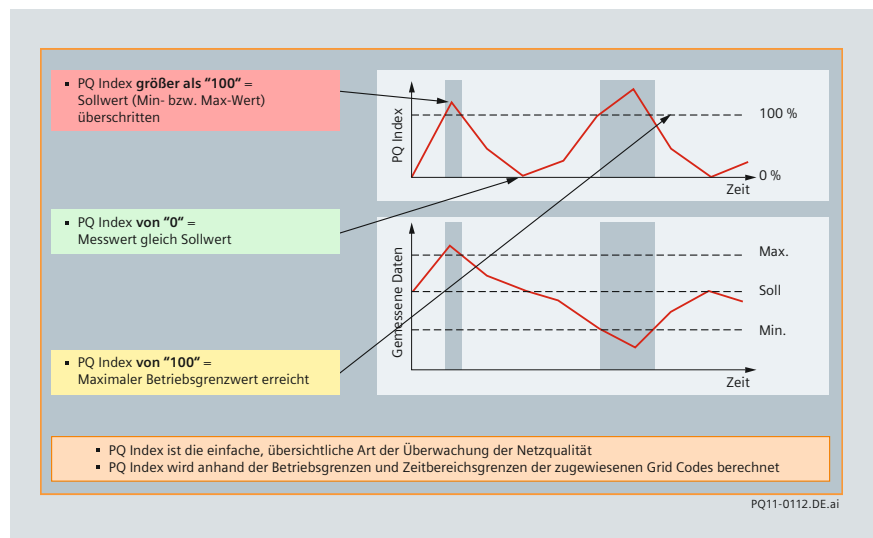 ▪ PQ Index größer als “100” =
Sollwert (Min- bzw. Max-Wert)
überschritten
▪ PQ Index von “0” =
Messwert gleich Sollwert
▪ PQ Index von “100” =
Maximaler Betriebsgrenzwert erreicht
PQ Index
100 %
0 %
Zeit
Gemessene Daten
Max.
Soll
Min.
Zeit
▪ PQ Index ist die einfache, übersichtliche Art der Überwachung der Netzqualität
▪ PQ Index wird anhand der Betriebsgrenzen und Zeitbereichsgrenzen der zugewiesenen Grid Codes berechnet
PQ11-0112.DE.ai